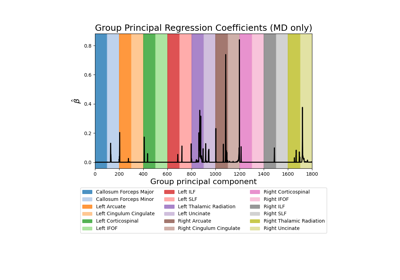 Group Principal Regression Coefficients (MD only)
β̂
0.8
0.6
0.4
0.2
0.0
0 200 400 600 800 1000 1200 1400 1600 1800
Group principal component
Callosum Forceps Major Left ILF Right Corticospinal
Callosum Forceps Minor Left SLF Right IFOF
Left Arcuate Left Thalamic Radiation Right ILF
Left Cingulum Cingulate Left Uncinate Right SLF
Left Corticospinal Right Arcuate Right Thalamic Radiation
Left IFOF Right Cingulum Cingulate Right Uncinate